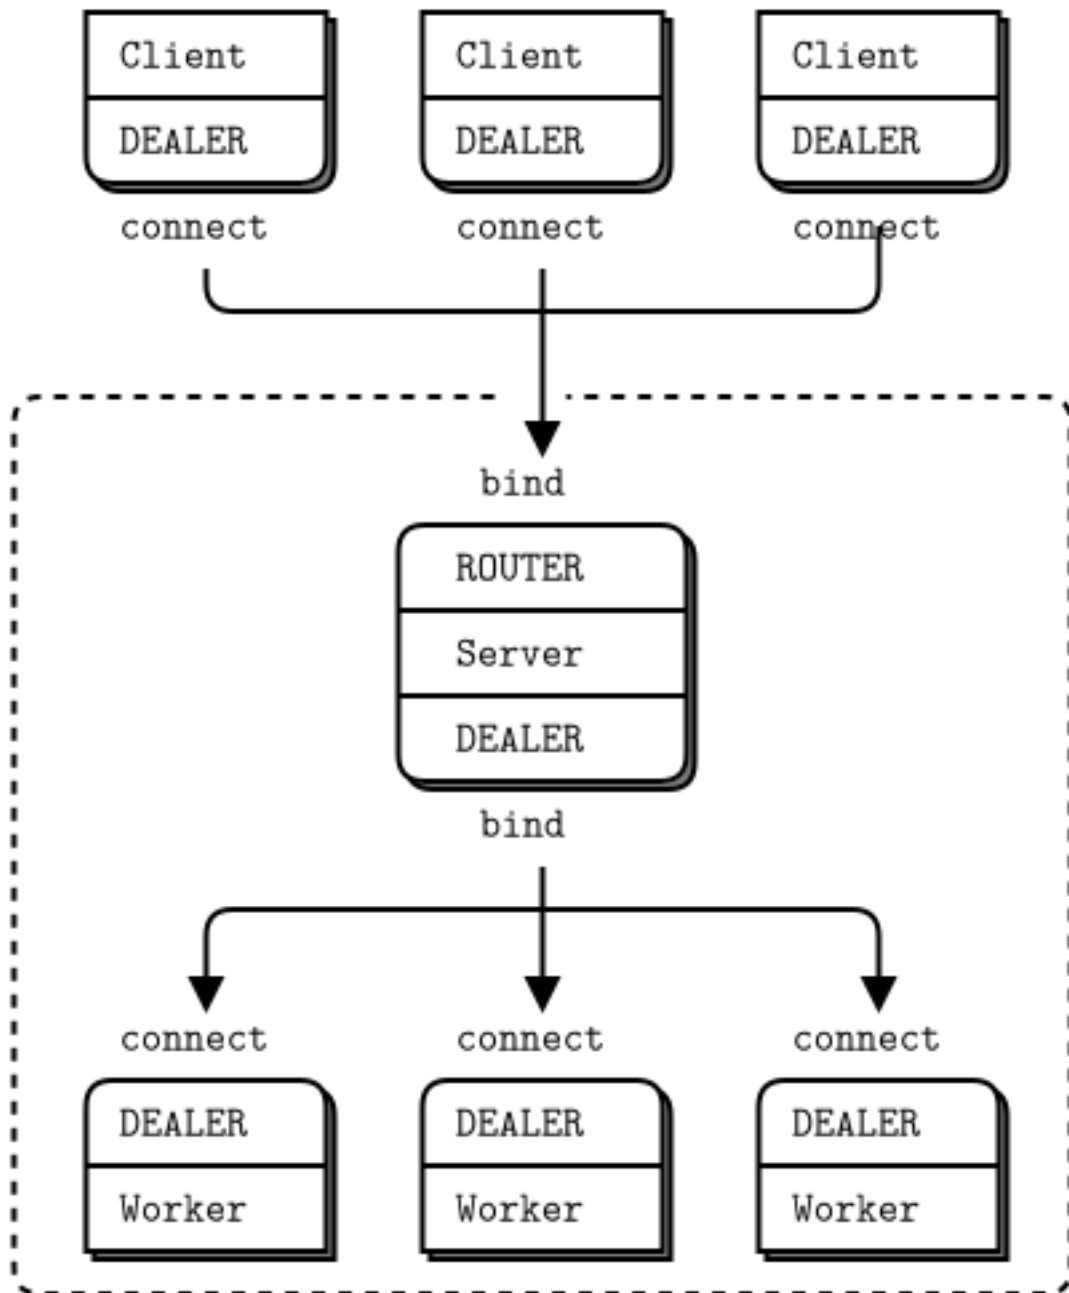 Client Client Client
DEALER DEALER DEALER
connect connect connect
bind
ROUTER
Server
DEALER
bind
connect connect connect
DEALER DEALER DEALER
Worker Worker Worker